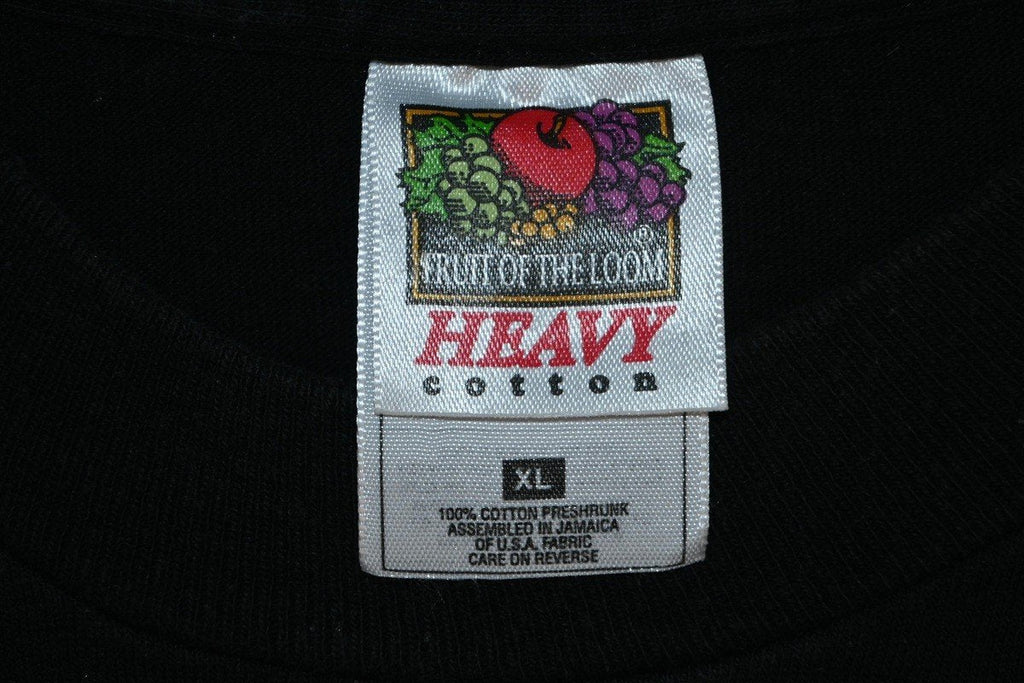 ®
FRUIT OF THE LOOM
HEAVY
cotton
XL
100% COTTON PRESHRUNK
ASSEMBLED IN JAMAICA
OF U.S.A. FABRIC
CARE ON REVERSE